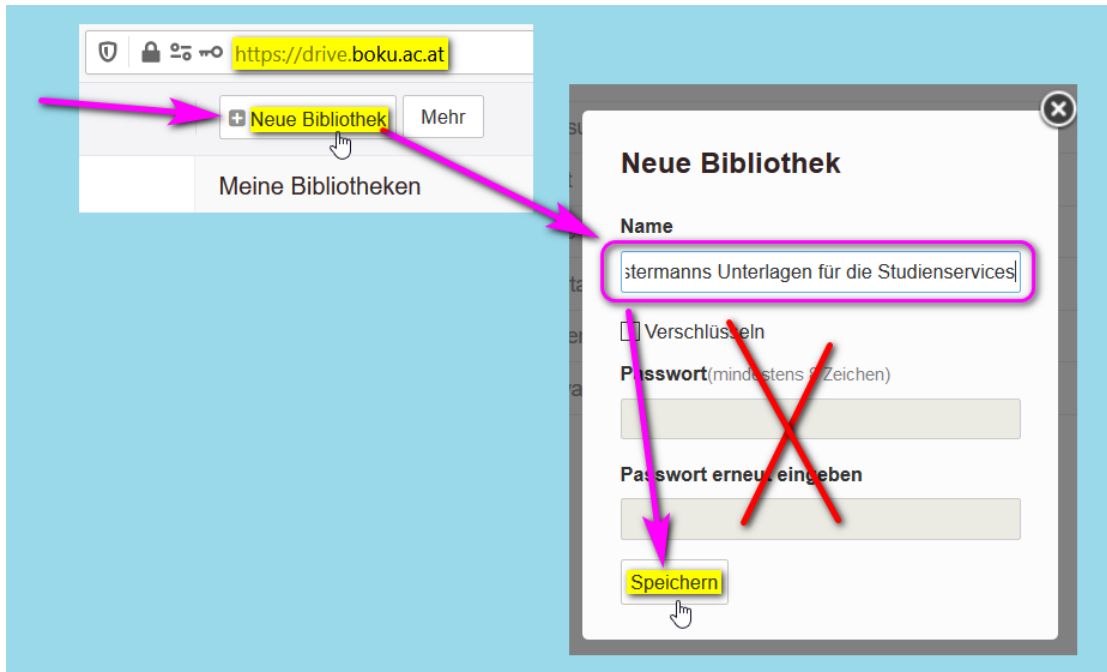 https://drive.boku.ac.at
Neue Bibliothek
Mehr
Meine Bibliotheken
Neue Bibliothek
Name
stermanns Unterlagen für die Studienservices
Verschlüsseln
Passwort(mindestens 8 Zeichen)
Passwort erneut eingeben
Speichern